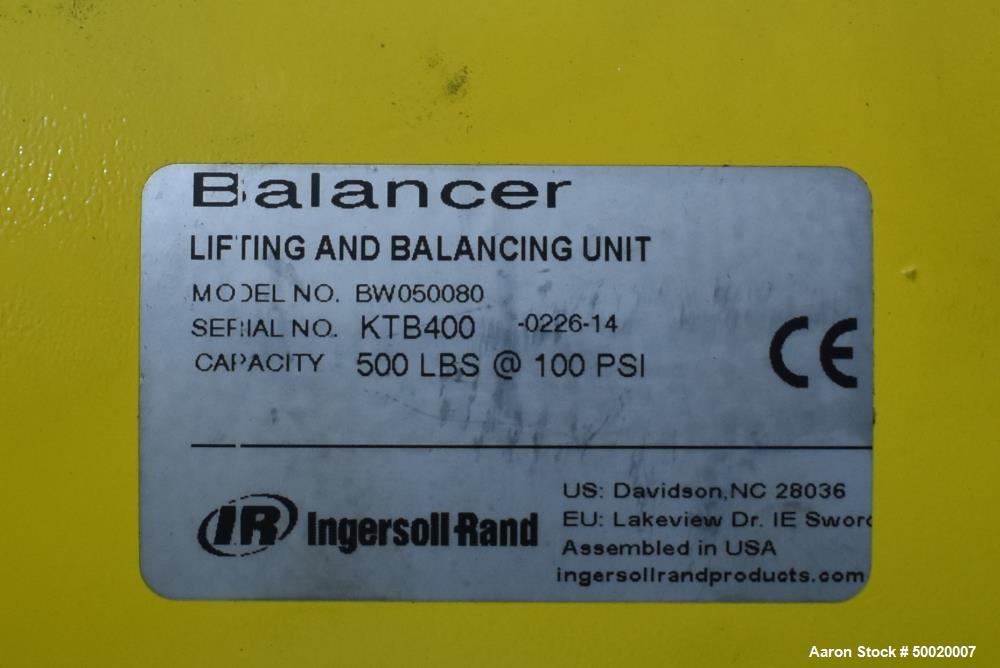 Balancer
LIFTING AND BALANCING UNIT
MODEL NO. BW050080
SERIAL NO. KTB400 -0226-14
CAPACITY 500 LBS @ 100 PSI
CE
IR Ingersoll-Rand
US: Davidson, NC 28036
EU: Lakeview Dr. IE Sword
Assembled in USA
ingersollrandproducts.com
Aaron Stock # 50020007